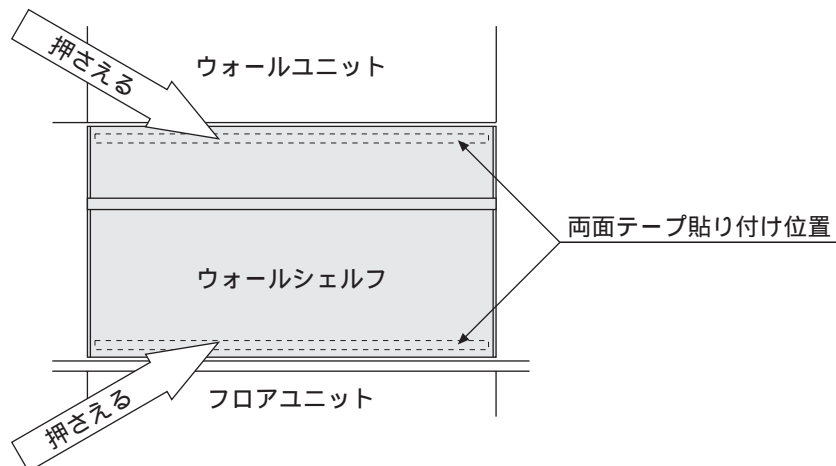 押さえる
ウォールユニット
両面テープ貼り付け位置
ウォールシェルフ
フロアユニット
押さえる